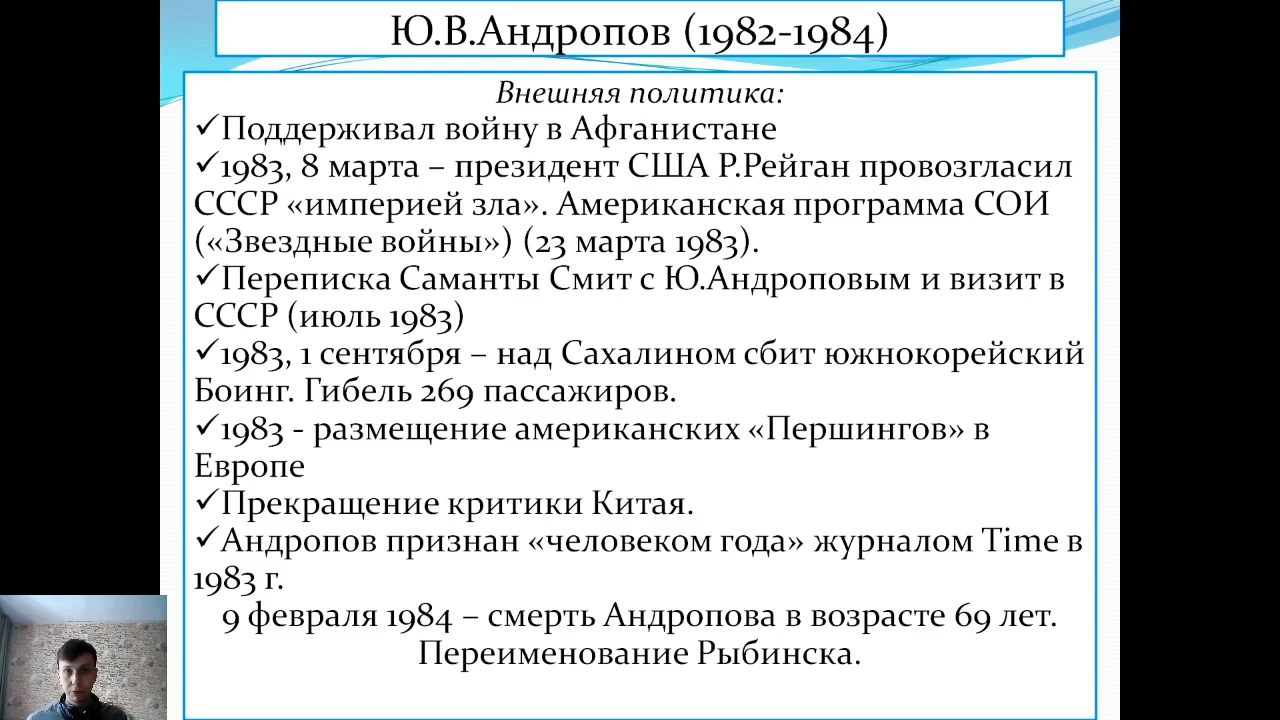 Ю.В.Андропов (1982-1984)
Внешняя политика:
✓Поддерживал войну в Афганистане
✓1983, 8 марта – президент США Р.Рейган провозгласил
СССР «империей зла». Американская программа СОИ
(«Звездные войны») (23 марта 1983).
✓Переписка Саманты Смит с Ю.Андроповым и визит в
СССР (июль 1983)
✓1983, 1 сентября – над Сахалином сбит южнокорейский
Боинг. Гибель 269 пассажиров.
✓1983 - размещение американских «Першингов» в
Европе
✓Прекращение критики Китая.
✓Андропов признан «человеком года» журналом Time в
1983 г.
9 февраля 1984 – смерть Андропова в возрасте 69 лет.
Переименование Рыбинска.